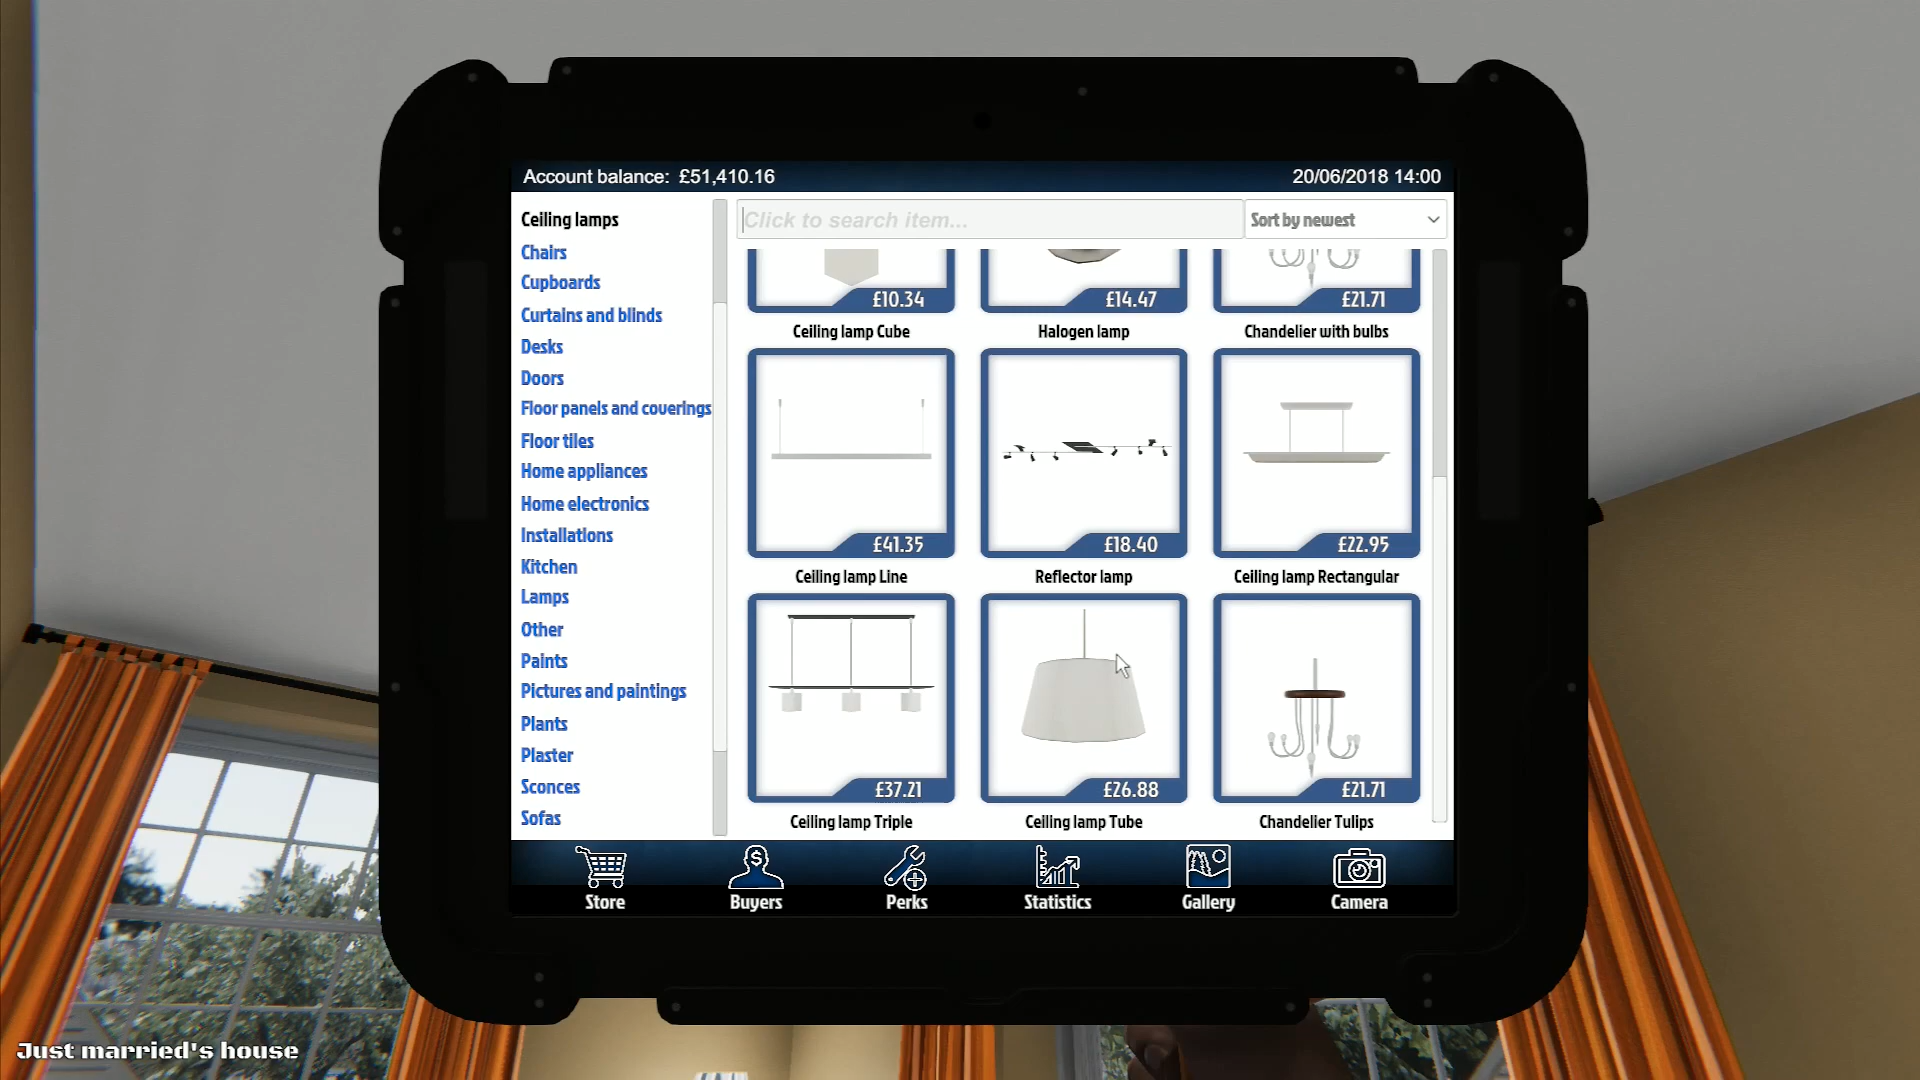 Account balance: £51,410.16
20/06/2018 14:00
Ceiling lamps
Chairs
Cupboards
Curtains and blinds
Desks
Doors
Floor panels and coverings
Floor tiles
Home appliances
Home electronics
Installations
Kitchen
Lamps
Other
Paints
Pictures and paintings
Plants
Plaster
Sconces
Sofas
Click to search item...
Sort by newest
£10.34
£14.47
£21.71
Ceiling lamp Cube
Halogen lamp
Chandelier with bulbs
£41.35
£18.40
£22.95
Ceiling lamp Line
Reflector lamp
Ceiling lamp Rectangular
£37.21
£26.88
£21.71
Ceiling lamp Triple
Ceiling lamp Tube
Chandelier Tulips
Store
Buyers
Perks
Statistics
Gallery
Camera
Just married's house